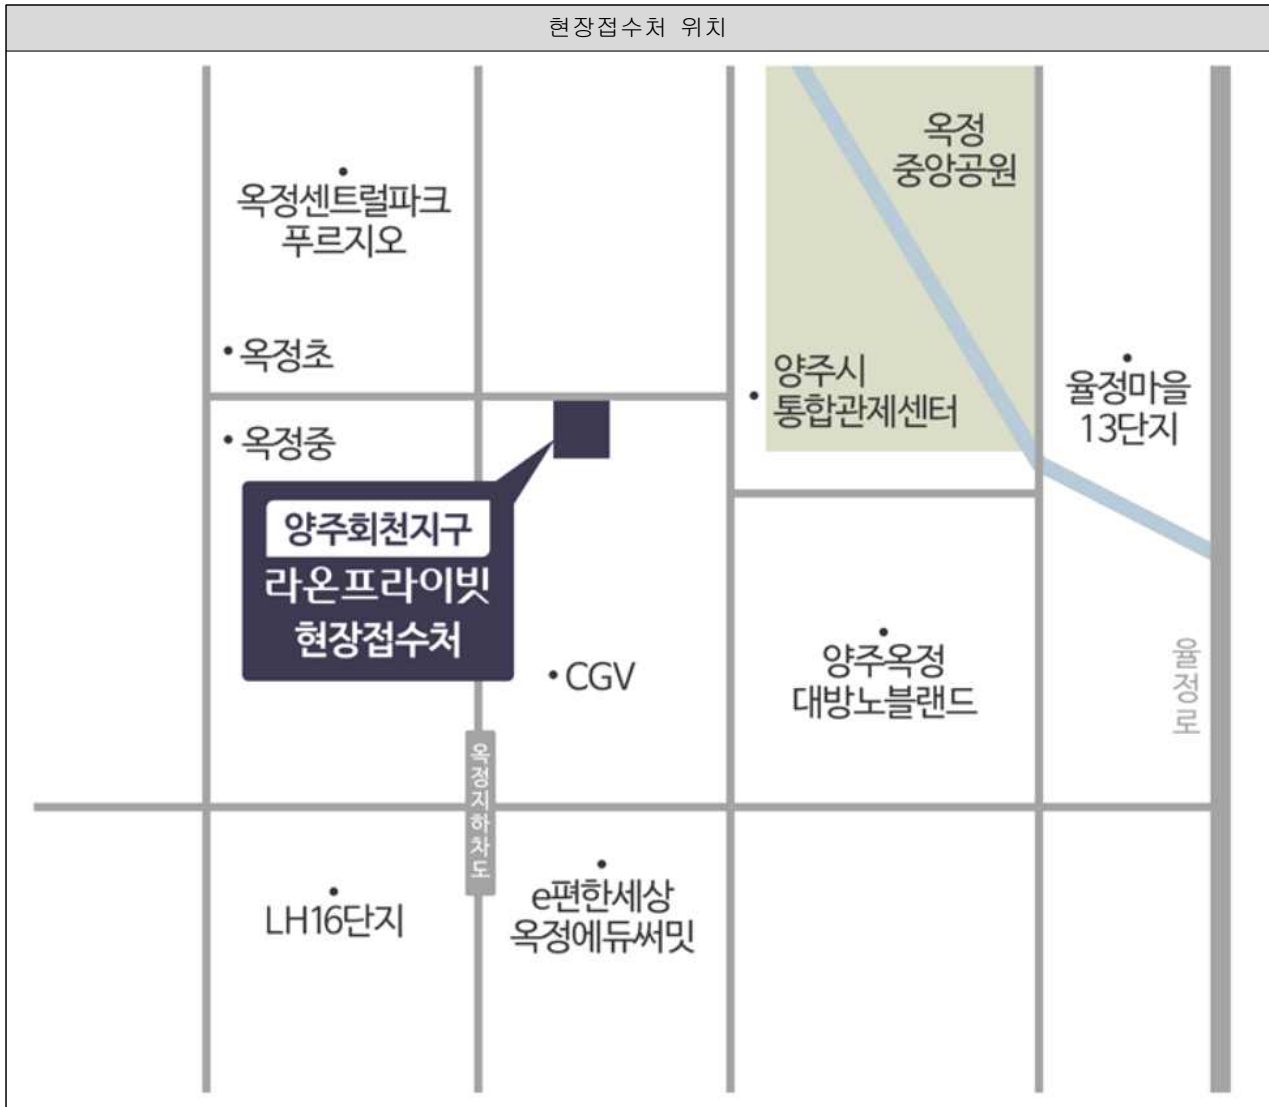 현장접수처 위치
옥정
중앙공원
옥정센트럴파크
푸르지오
•옥정초
양주시
통합관제센터
율정마을
13단지
•옥정중
양주회천지구
라온프라이빗
현장접수처
•CGV
양주옥정
대방노블랜드
율정로
옥정지하차도
LH16단지
e편한세상
옥정에듀써밋